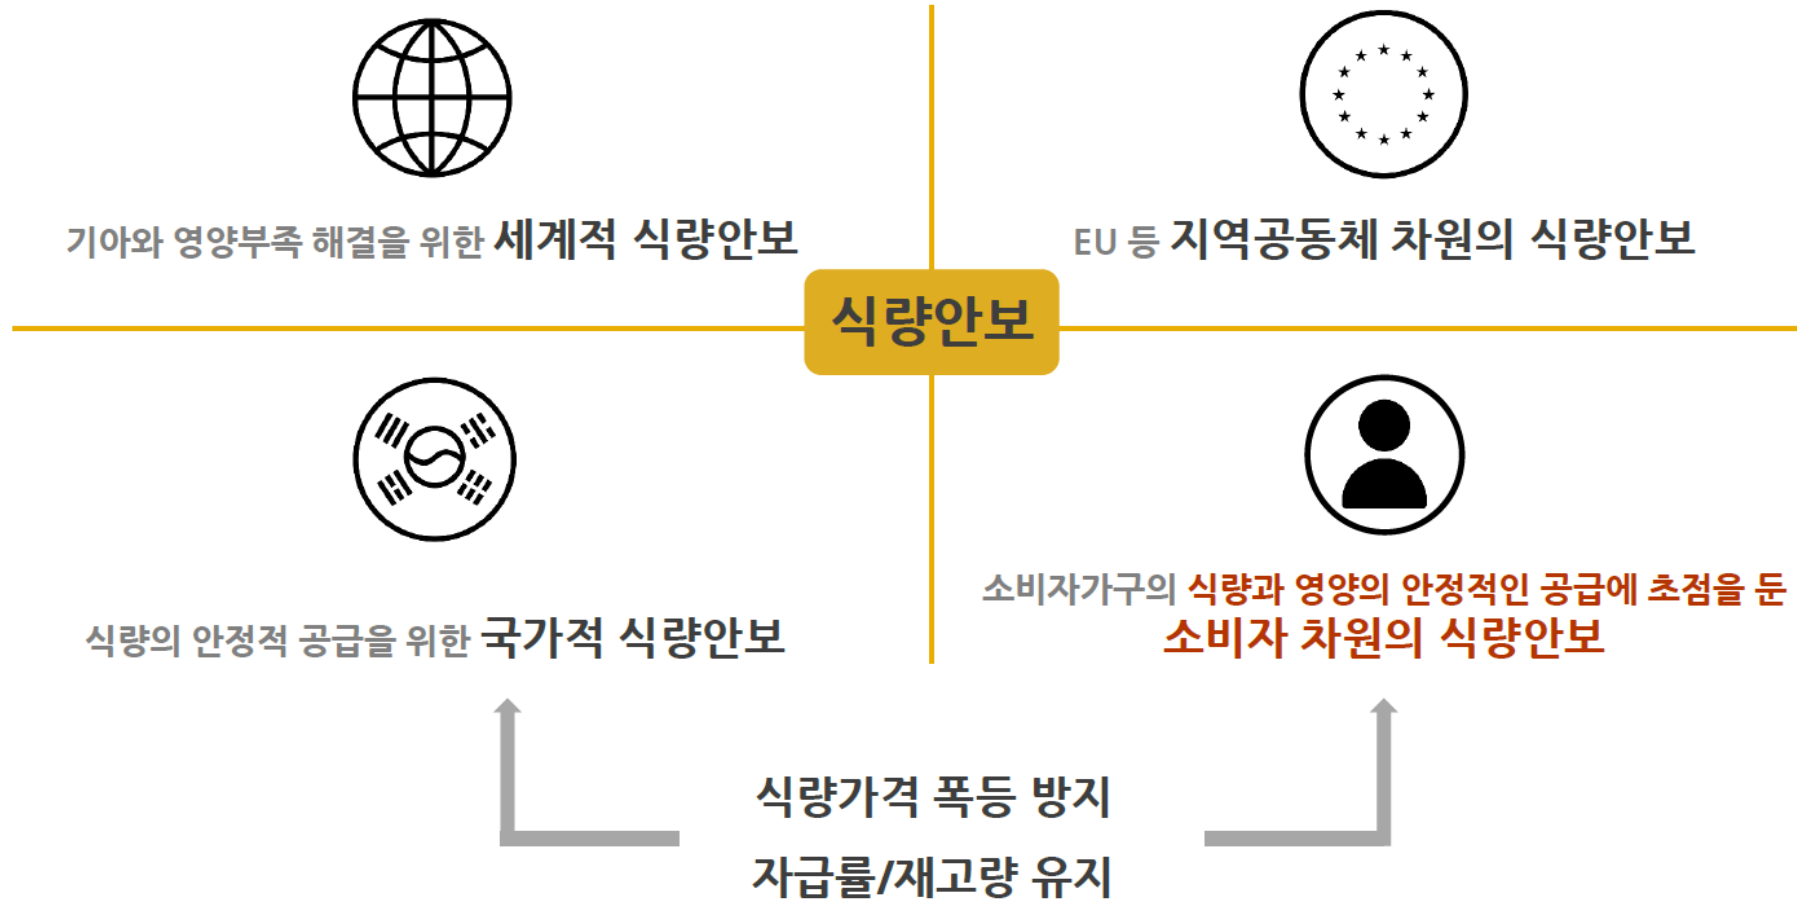 기아와 영양부족 해결을 위한 세계적 식량안보
EU 등 지역공동체 차원의 식량안보
식량안보
식량의 안정적 공급을 위한 국가적 식량안보
소비자가구의 식량과 영양의 안정적인 공급에 초점을 둔
소비자 차원의 식량안보
식량가격 폭등 방지
자급률/재고량 유지